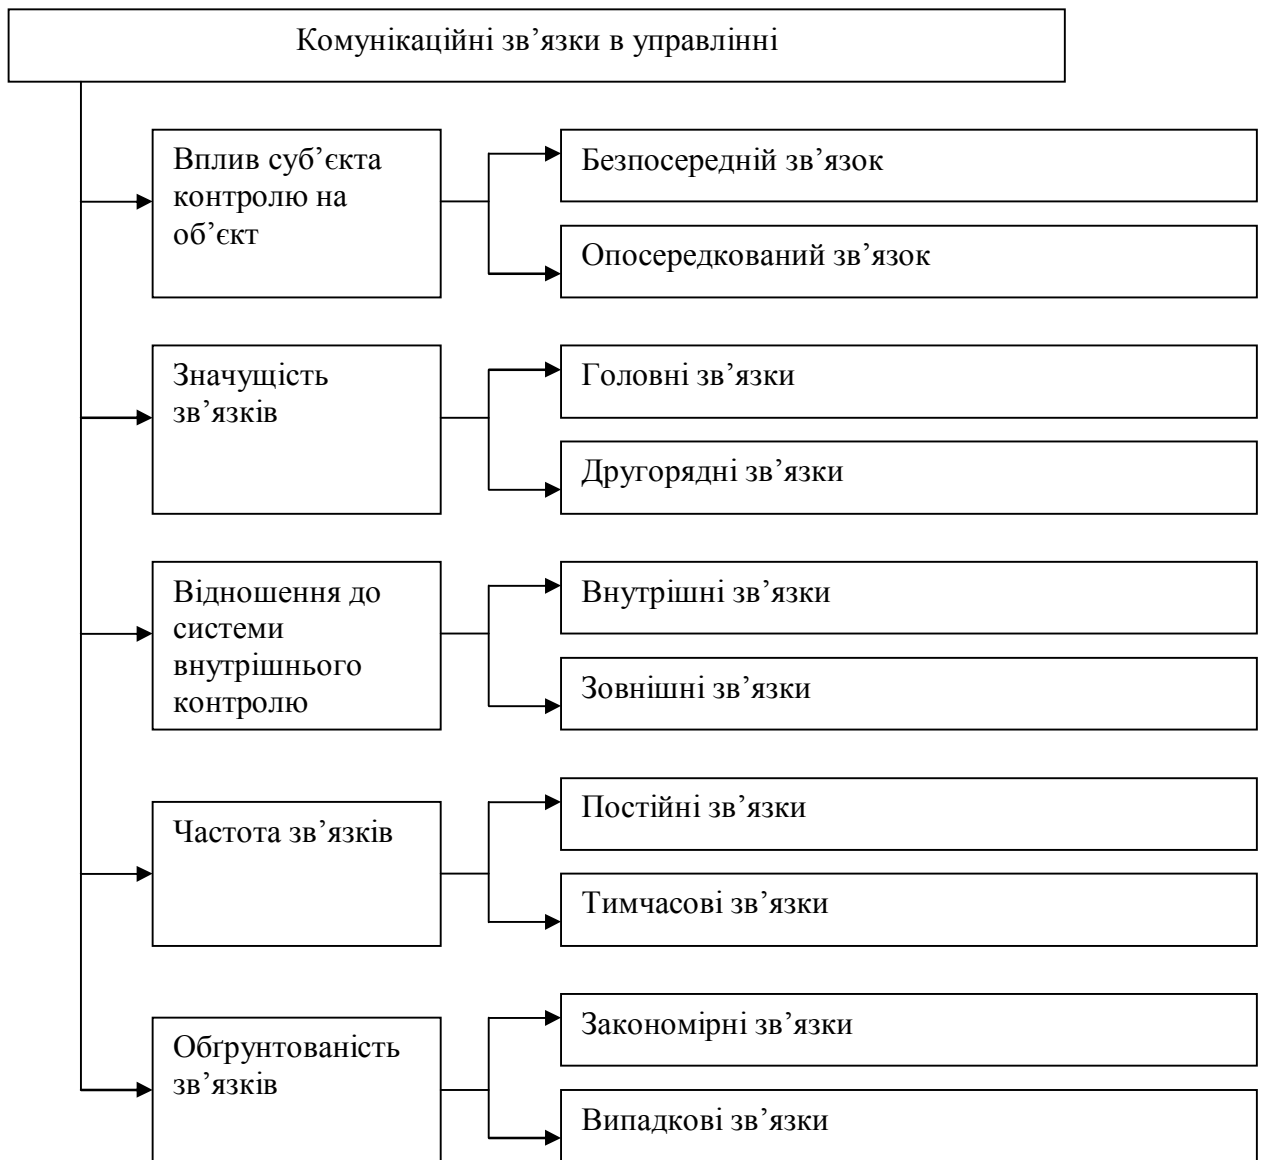 Комунікаційні зв’язки в управлінні
Вплив суб’єкта
контролю на
об’єкт
Безпосередній зв’язок
Опосередкований зв’язок
Значущість
зв’язків
Головні зв’язки
Другорядні зв’язки
Відношення до
системи
внутрішнього
контролю
Внутрішні зв’язки
Зовнішні зв’язки
Частота зв’язків
Постійні зв’язки
Тимчасові зв’язки
Обґрунтованість
зв’язків
Закономірні зв’язки
Випадкові зв’язки